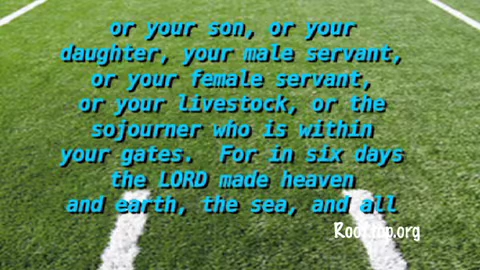 or your son, or your
daughter, your male servant,
or your female servant,
or your livestock, or the
sojourner who is within
your gates.  For in six days
the LORD made heaven
and earth, the sea, and all
Rooftop.org